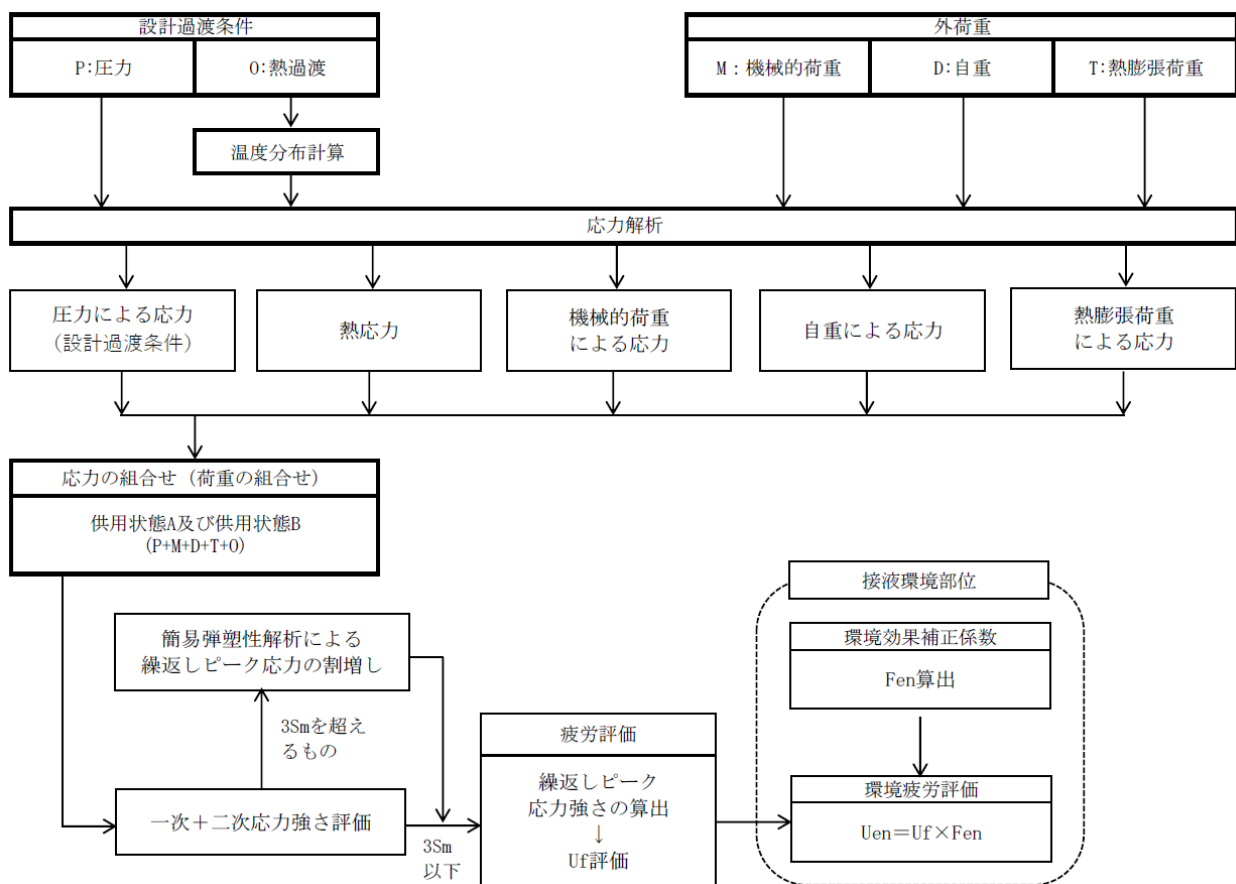 設計過渡条件
P:圧力
O:熱過渡
外荷重
M:機械的荷重
D:自重
T:熱膨張荷重
温度分布計算
応力解析
圧力による応力
(設計過渡条件)
熱応力
機械的荷重
による応力
自重による応力
熱膨張荷重
による応力
応力の組合せ(荷重の組合せ)
供用状態A及び供用状態B
(P+M+D+T+O)
簡易弾塑性解析による
繰返しピーク応力の割増し
3Smを超え
るもの
一次+二次応力強さ評価
3Sm
以下
疲労評価
繰返しピーク
応力強さの算出
↓
Uf評価
接液環境部位
環境効果補正係数
Fen算出
環境疲労評価
Uen=Uf×Fen